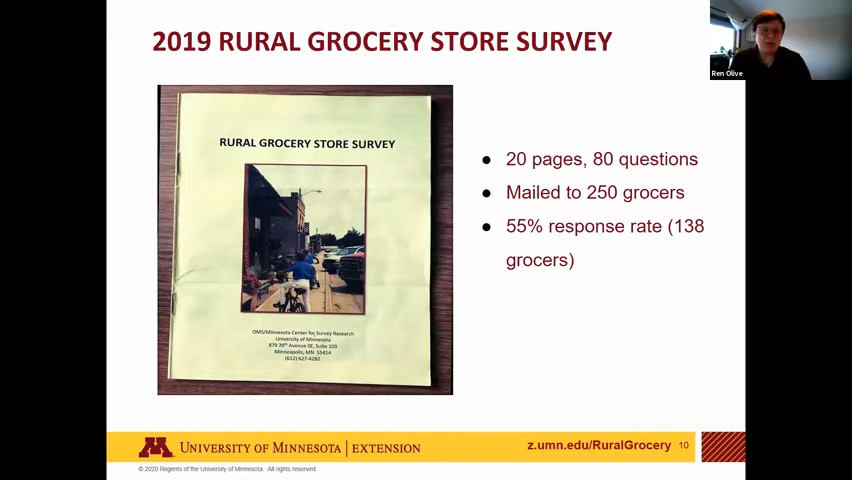 2019 RURAL GROCERY STORE SURVEY
Ren Olive
RURAL GROCERY STORE SURVEY
OMS/Minnesota Center for Survey Research
University of Minnesota
879 29th Avenue SE, Suite 103
Minneapolis, MN 55414
(612) 627-4282
● 20 pages, 80 questions
● Mailed to 250 grocers
● 55% response rate (138
grocers)
M UNIVERSITY OF MINNESOTA | EXTENSION
z.umn.edu/RuralGrocery 10
© 2020 Regents of the University of Minnesota. All rights reserved.